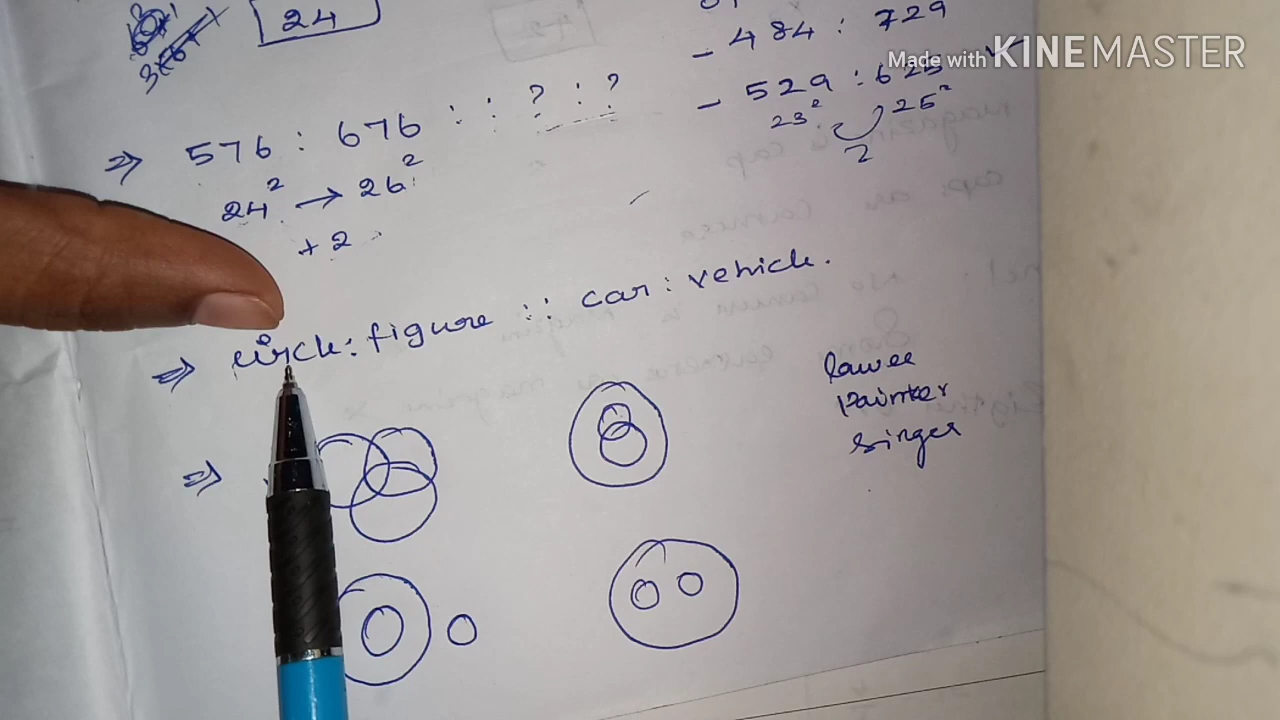 24
- 484 : 729
Made with KINEMASTER
576 : 676 : : ? : ?
- 529 : 625
23² 25²
2
24² → 26²
+ 2
⇒ circle : figure :: car : vehicle.
⇒
Painter
singer